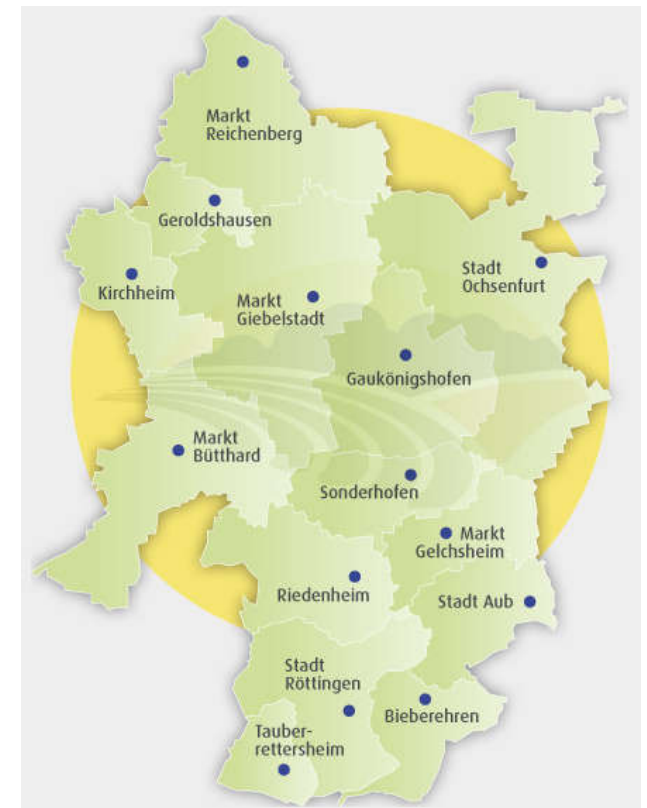 Markt
Reichenberg
Geroldshausen
Kirchheim
Markt
Giebelstadt
Stadt
Ochsenfurt
Gaukönigshofen
Markt
Bütthard
Sonderhofen
Markt
Gelchsheim
Riedenheim
Stadt Aub
Stadt
Röttingen
Bieberehren
Tauber-
rettersheim